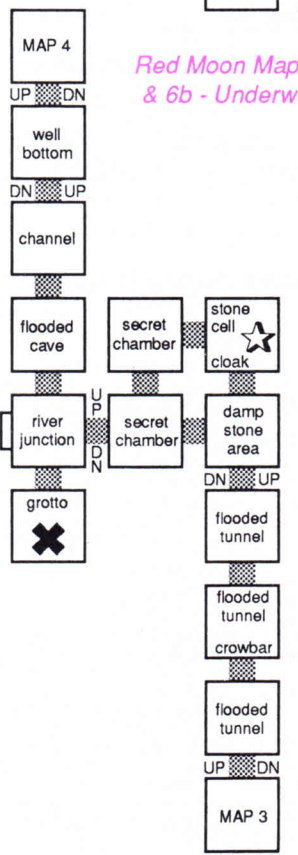 MAP 4
Red Moon Map
& 6b - Underw
UP DN
well
bottom
DN UP
channel
flooded
cave
secret
chamber
stone
cell
cloak
river
junction
UP
DN
secret
chamber
damp
stone
area
DN UP
grotto
flooded
tunnel
flooded
tunnel
crowbar
flooded
tunnel
UP DN
MAP 3